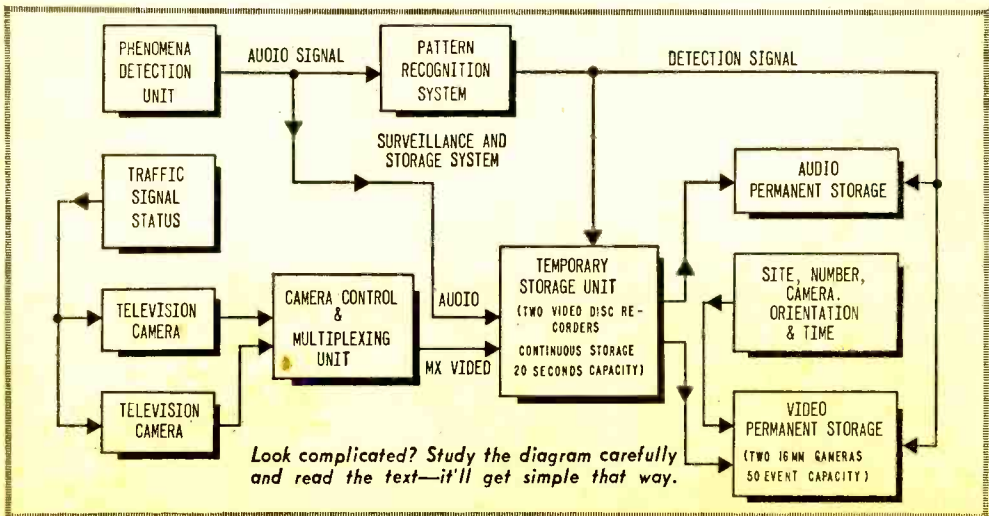 PHENOMENA
DETECTION
UNIT
AUDIO SIGNAL
PATTERN
RECOGNITION
SYSTEM
DETECTION SIGNAL
SURVEILLANCE AND
STORAGE SYSTEM
TRAFFIC
SIGNAL
STATUS
AUDIO
PERMANENT STORAGE
TELEVISION
CAMERA
CAMERA CONTROL
&
MULTIPLEXING
UNIT
AUDIO
MX VIDEO
TEMPORARY
STORAGE UNIT
(TWO VIDEO DISC RE-
CORDERS
CONTINUOUS STORAGE
20 SECONDS CAPACITY)
SITE, NUMBER,
CAMERA.
ORIENTATION
& TIME
TELEVISION
CAMERA
VIDEO
PERMANENT STORAGE
(TWO 16MM CAMERAS
50 EVENT CAPACITY)
Look complicated? Study the diagram carefully
and read the text—it'll get simple that way.